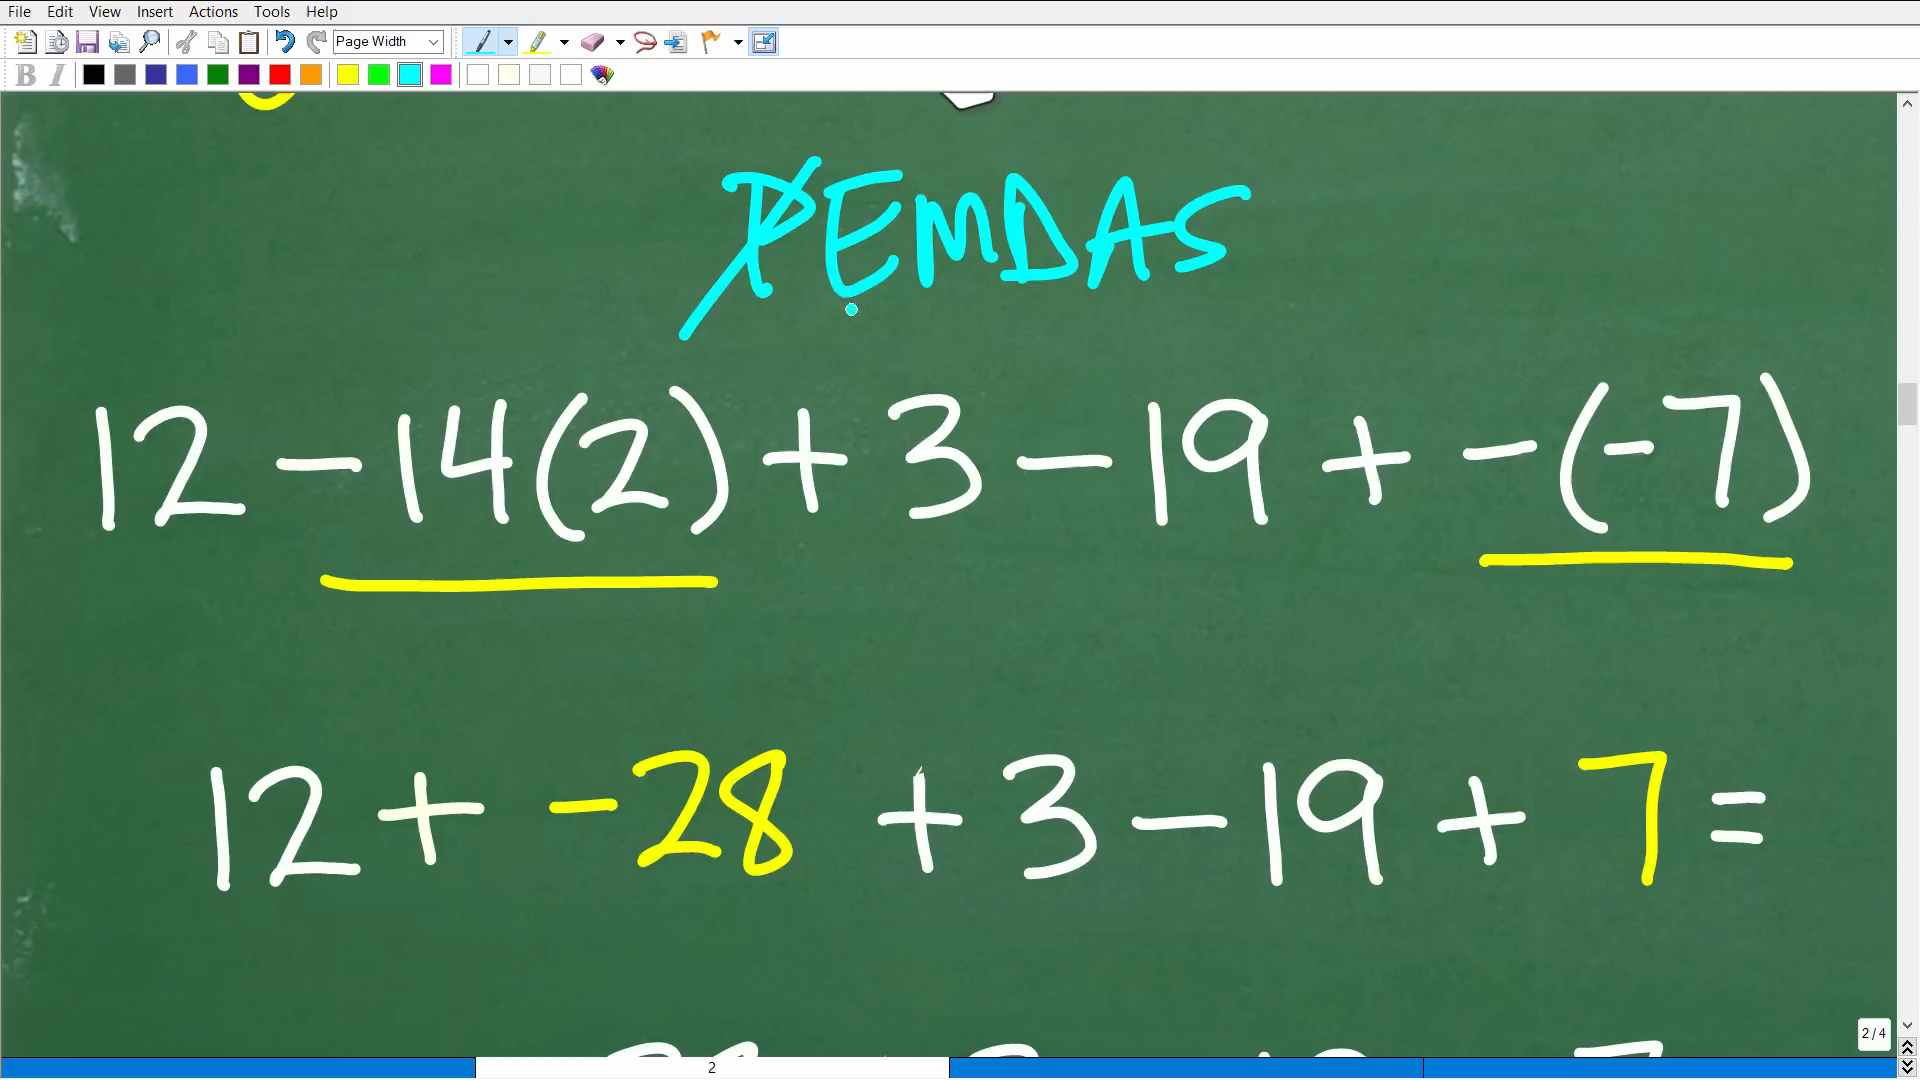 File Edit View Insert Actions Tools Help
Page Width
B I
PEMDAS
12 - 14(2) + 3 - 19 + -(-7)
12 + -28 + 3 - 19 + 7 =
2/4
2